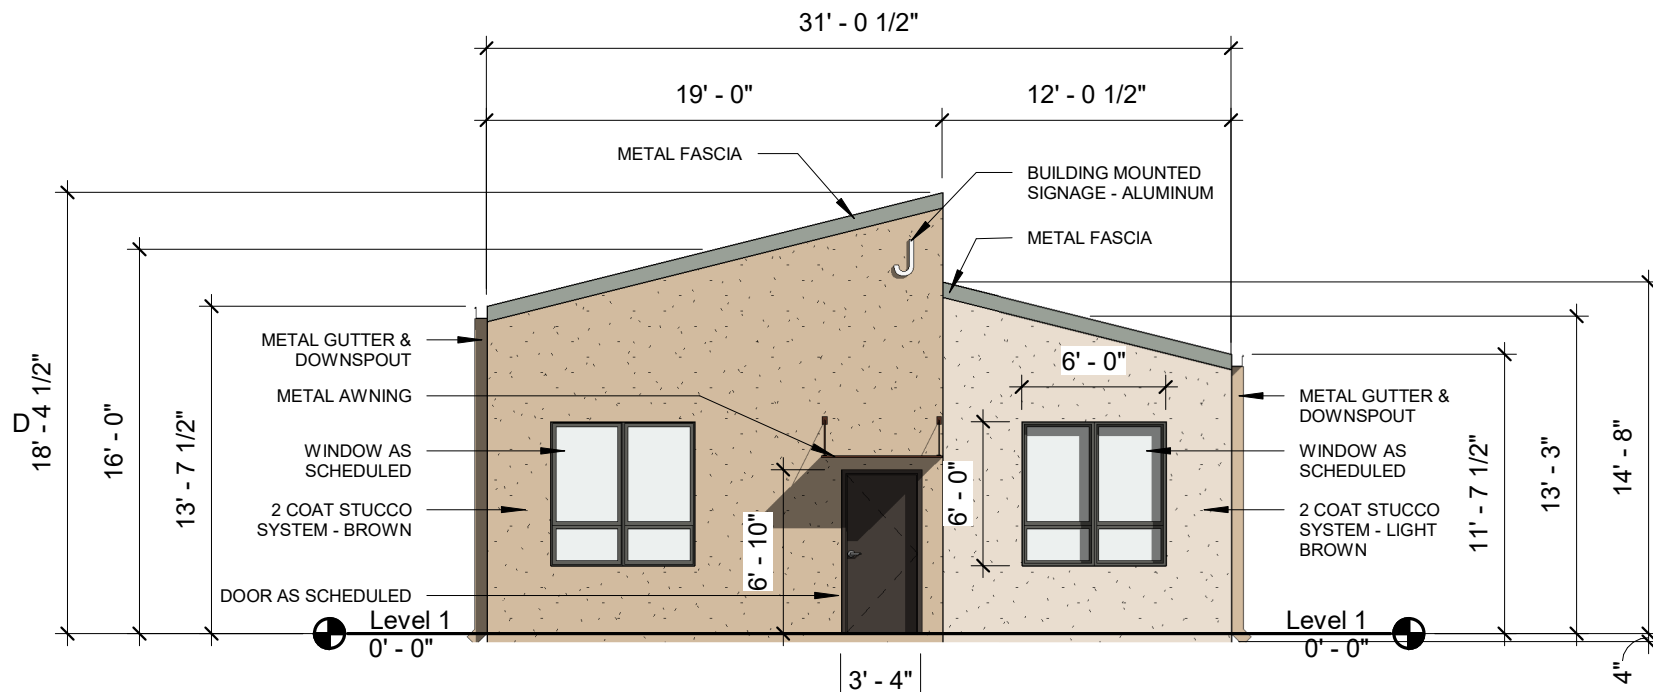 31' - 0 1/2"
19' - 0"
12' - 0 1/2"
METAL FASCIA
BUILDING MOUNTED
SIGNAGE - ALUMINUM
METAL FASCIA
J
METAL GUTTER &
DOWNSPOUT
METAL AWNING
WINDOW AS
SCHEDULED
2 COAT STUCCO
SYSTEM - BROWN
DOOR AS SCHEDULED
D
18' - 4 1/2"
16' - 0"
13' - 7 1/2"
6' - 10"
6' - 0"
6' - 0"
METAL GUTTER &
DOWNSPOUT
WINDOW AS
SCHEDULED
2 COAT STUCCO
SYSTEM - LIGHT
BROWN
11' - 7 1/2"
13' - 3"
14' - 8"
Level 1
0' - 0"
Level 1
0' - 0"
3' - 4"
4"